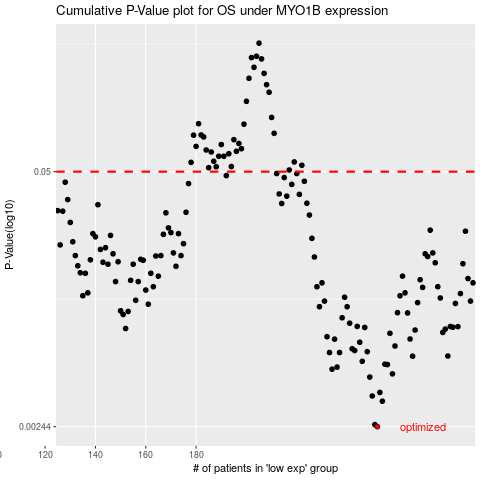 Cumulative P-Value plot for OS under MYO1B expression
0.05
P-Value(log10)
0.00244
optimized
0 120 140 160 180
# of patients in 'low exp' group